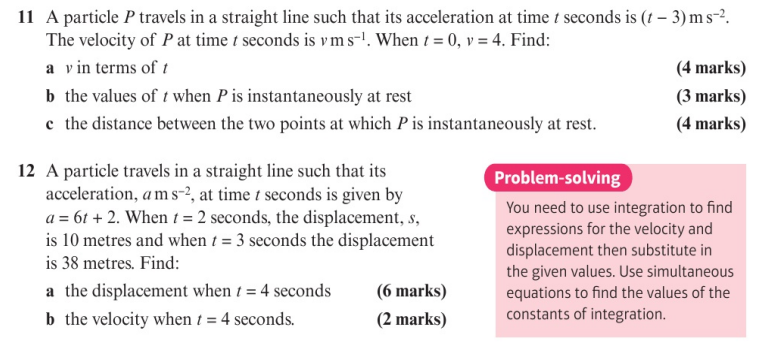 11 A particle P travels in a straight line such that its acceleration at time t seconds is (t – 3) m s⁻².
The velocity of P at time t seconds is v m s⁻¹. When t = 0, v = 4. Find:
a v in terms of t (4 marks)
b the values of t when P is instantaneously at rest (3 marks)
c the distance between the two points at which P is instantaneously at rest. (4 marks)
12 A particle travels in a straight line such that its
acceleration, a m s⁻², at time t seconds is given by
a = 6t + 2. When t = 2 seconds, the displacement, s,
is 10 metres and when t = 3 seconds the displacement
is 38 metres. Find:
a the displacement when t = 4 seconds (6 marks)
b the velocity when t = 4 seconds. (2 marks)
Problem-solving
You need to use integration to find
expressions for the velocity and
displacement then substitute in
the given values. Use simultaneous
equations to find the values of the
constants of integration.